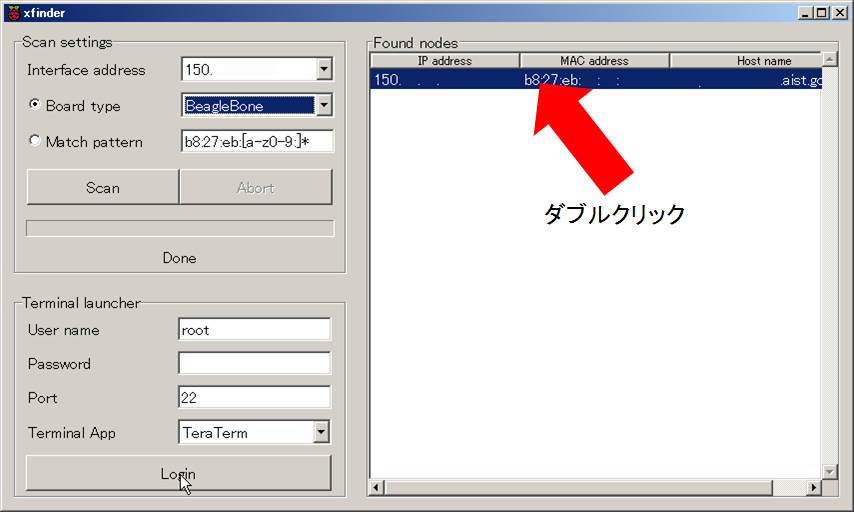 xfinder
Scan settings
Interface address 150.
Board type BeagleBone
Match pattern b8:27:eb:[a-z0-9:]*
Scan Abort
Done
Terminal launcher
User name root
Password
Port 22
Terminal App TeraTerm
Login
Found nodes
IP address MAC address Host name
150. . . b8:27:eb: : : . .aist.go
ダブルクリック